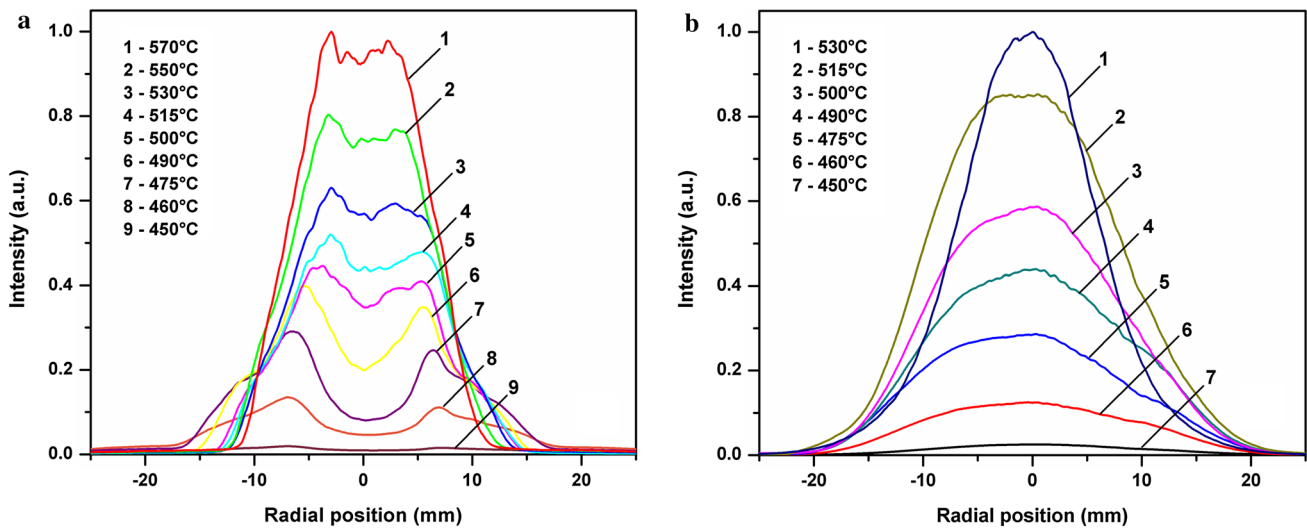 a
1 - 570°C
2 - 550°C
3 - 530°C
4 - 515°C
5 - 500°C
6 - 490°C
7 - 475°C
8 - 460°C
9 - 450°C
1
2
3
4
5
6
7
8
9
1.0
0.8
0.6
0.4
0.2
0.0
-20 -10 0 10 20
Intensity (a.u.)
Radial position (mm)
b
1 - 530°C
2 - 515°C
3 - 500°C
4 - 490°C
5 - 475°C
6 - 460°C
7 - 450°C
1
2
3
4
5
6
7
1.0
0.8
0.6
0.4
0.2
0.0
-20 -10 0 10 20
Intensity (a.u.)
Radial position (mm)